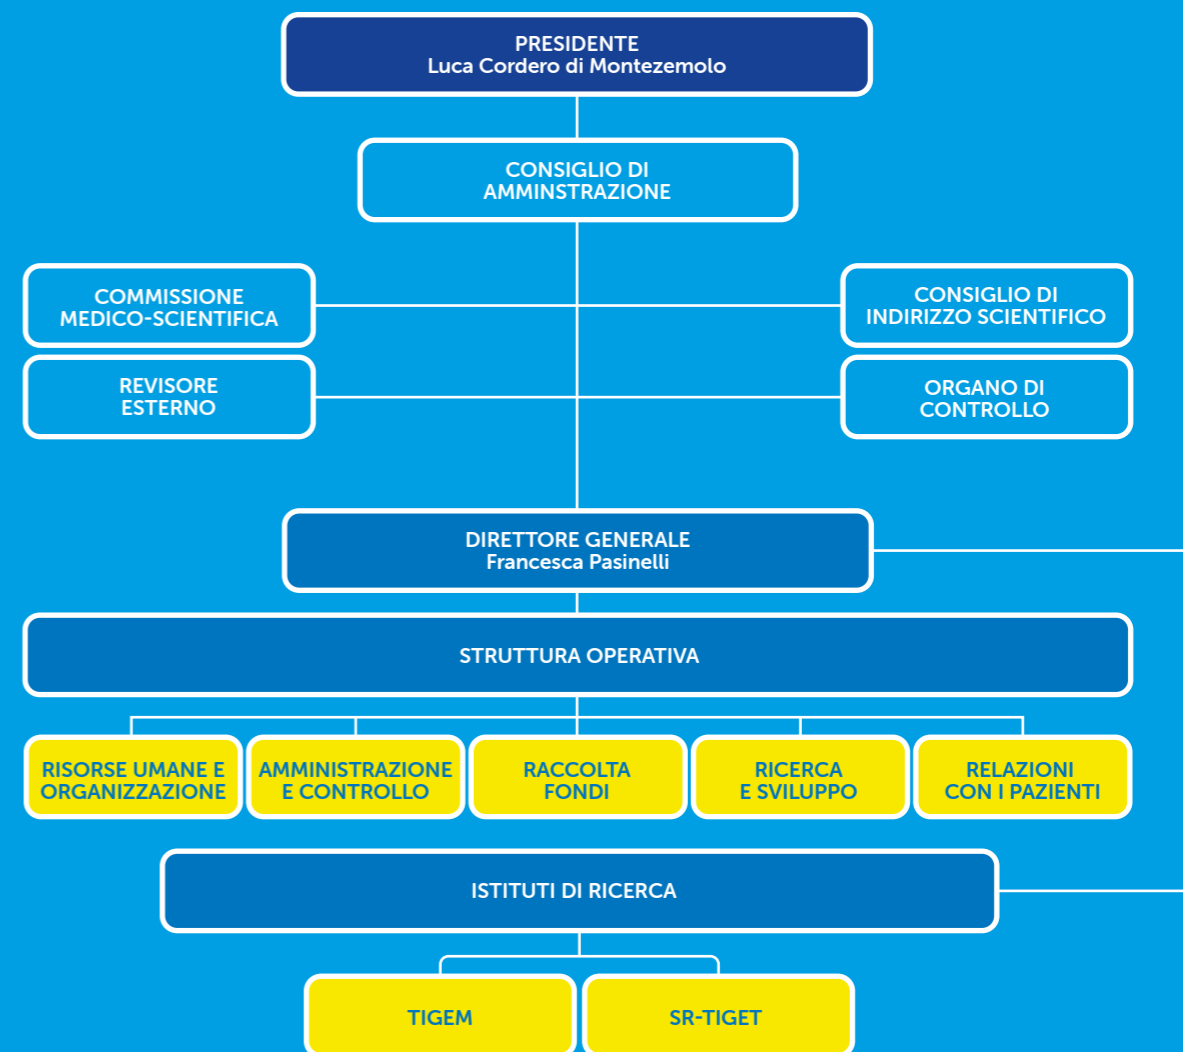 PRESIDENTE
Luca Cordero di Montezemolo
CONSIGLIO DI
AMMINSTRAZIONE
COMMISSIONE
MEDICO-SCIENTIFICA
CONSIGLIO DI
INDIRIZZO SCIENTIFICO
REVISORE
ESTERNO
ORGANO DI
CONTROLLO
DIRETTORE GENERALE
Francesca Pasinelli
STRUTTURA OPERATIVA
RISORSE UMANE E
ORGANIZZAZIONE
AMMINISTRAZIONE
E CONTROLLO
RACCOLTA
FONDI
RICERCA
E SVILUPPO
RELAZIONI
CON I PAZIENTI
ISTITUTI DI RICERCA
TIGEM
SR-TIGET